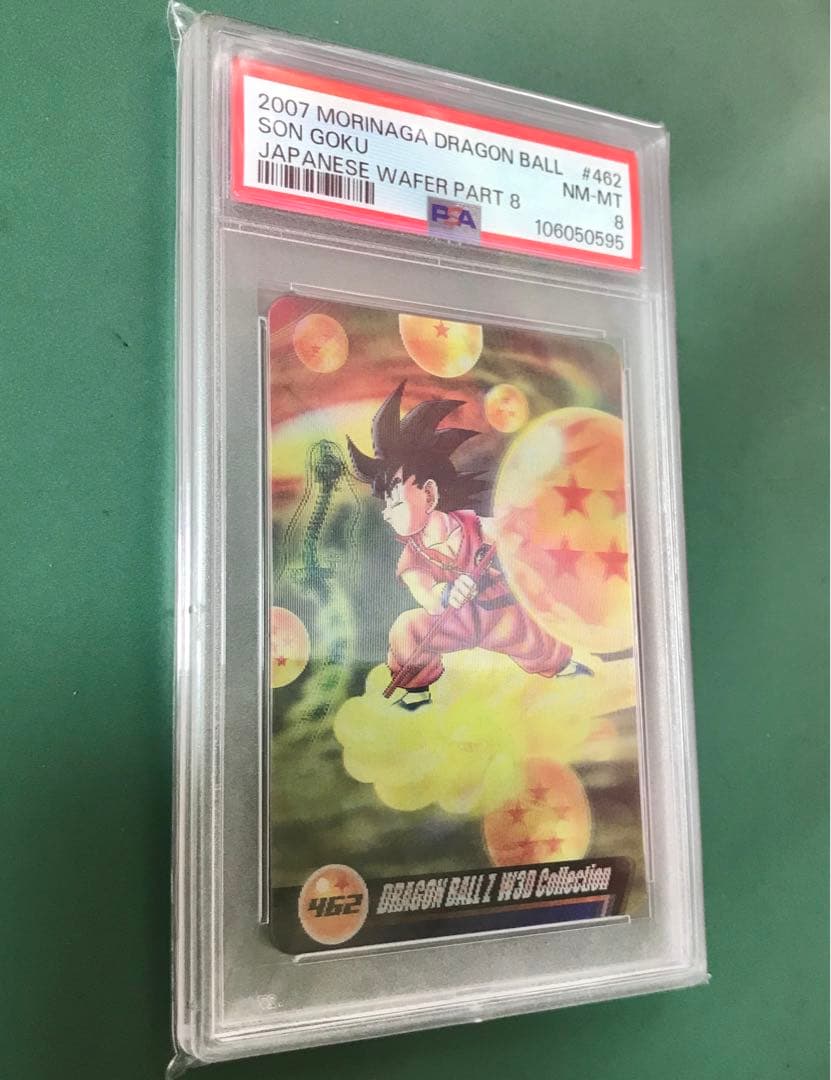 2007 MORINAGA DRAGON BALL #462
SON GOKU NM-MT
JAPANESE WAFER PART 8 8
PSA 106050595
462 DRAGON BALL Z W3D Collection